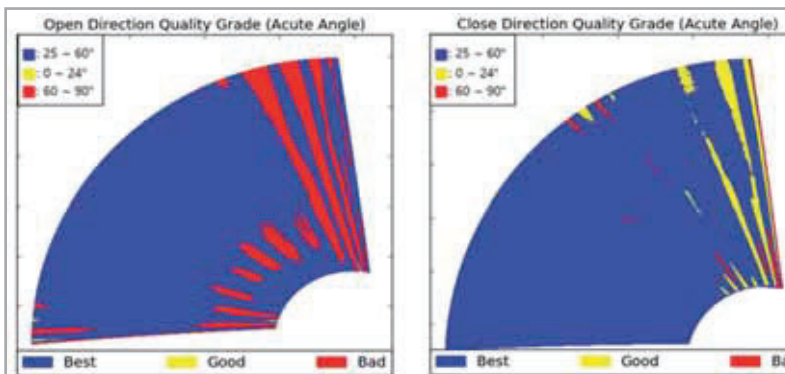 Open Direction Quality Grade (Acute Angle)
: 25 ~ 60°
: 0 ~ 24°
: 60 ~ 90°
Best Good Bad
Close Direction Quality Grade (Acute Angle)
: 25 ~ 60°
: 0 ~ 24°
: 60 ~ 90°
Best Good Ba